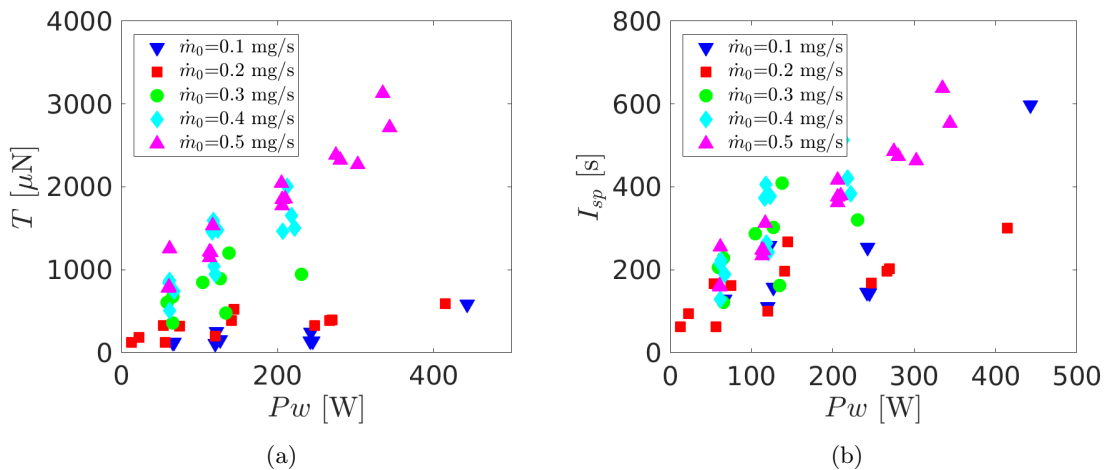 (a)
4000
3000
2000
1000
0
T [μN]
ṁ₀=0.1 mg/s
ṁ₀=0.2 mg/s
ṁ₀=0.3 mg/s
ṁ₀=0.4 mg/s
ṁ₀=0.5 mg/s
0 200 400
Pw [W]
(a)
(b)
800
600
400
200
0
I_sp [s]
ṁ₀=0.1 mg/s
ṁ₀=0.2 mg/s
ṁ₀=0.3 mg/s
ṁ₀=0.4 mg/s
ṁ₀=0.5 mg/s
0 100 200 300 400 500
Pw [W]
(b)